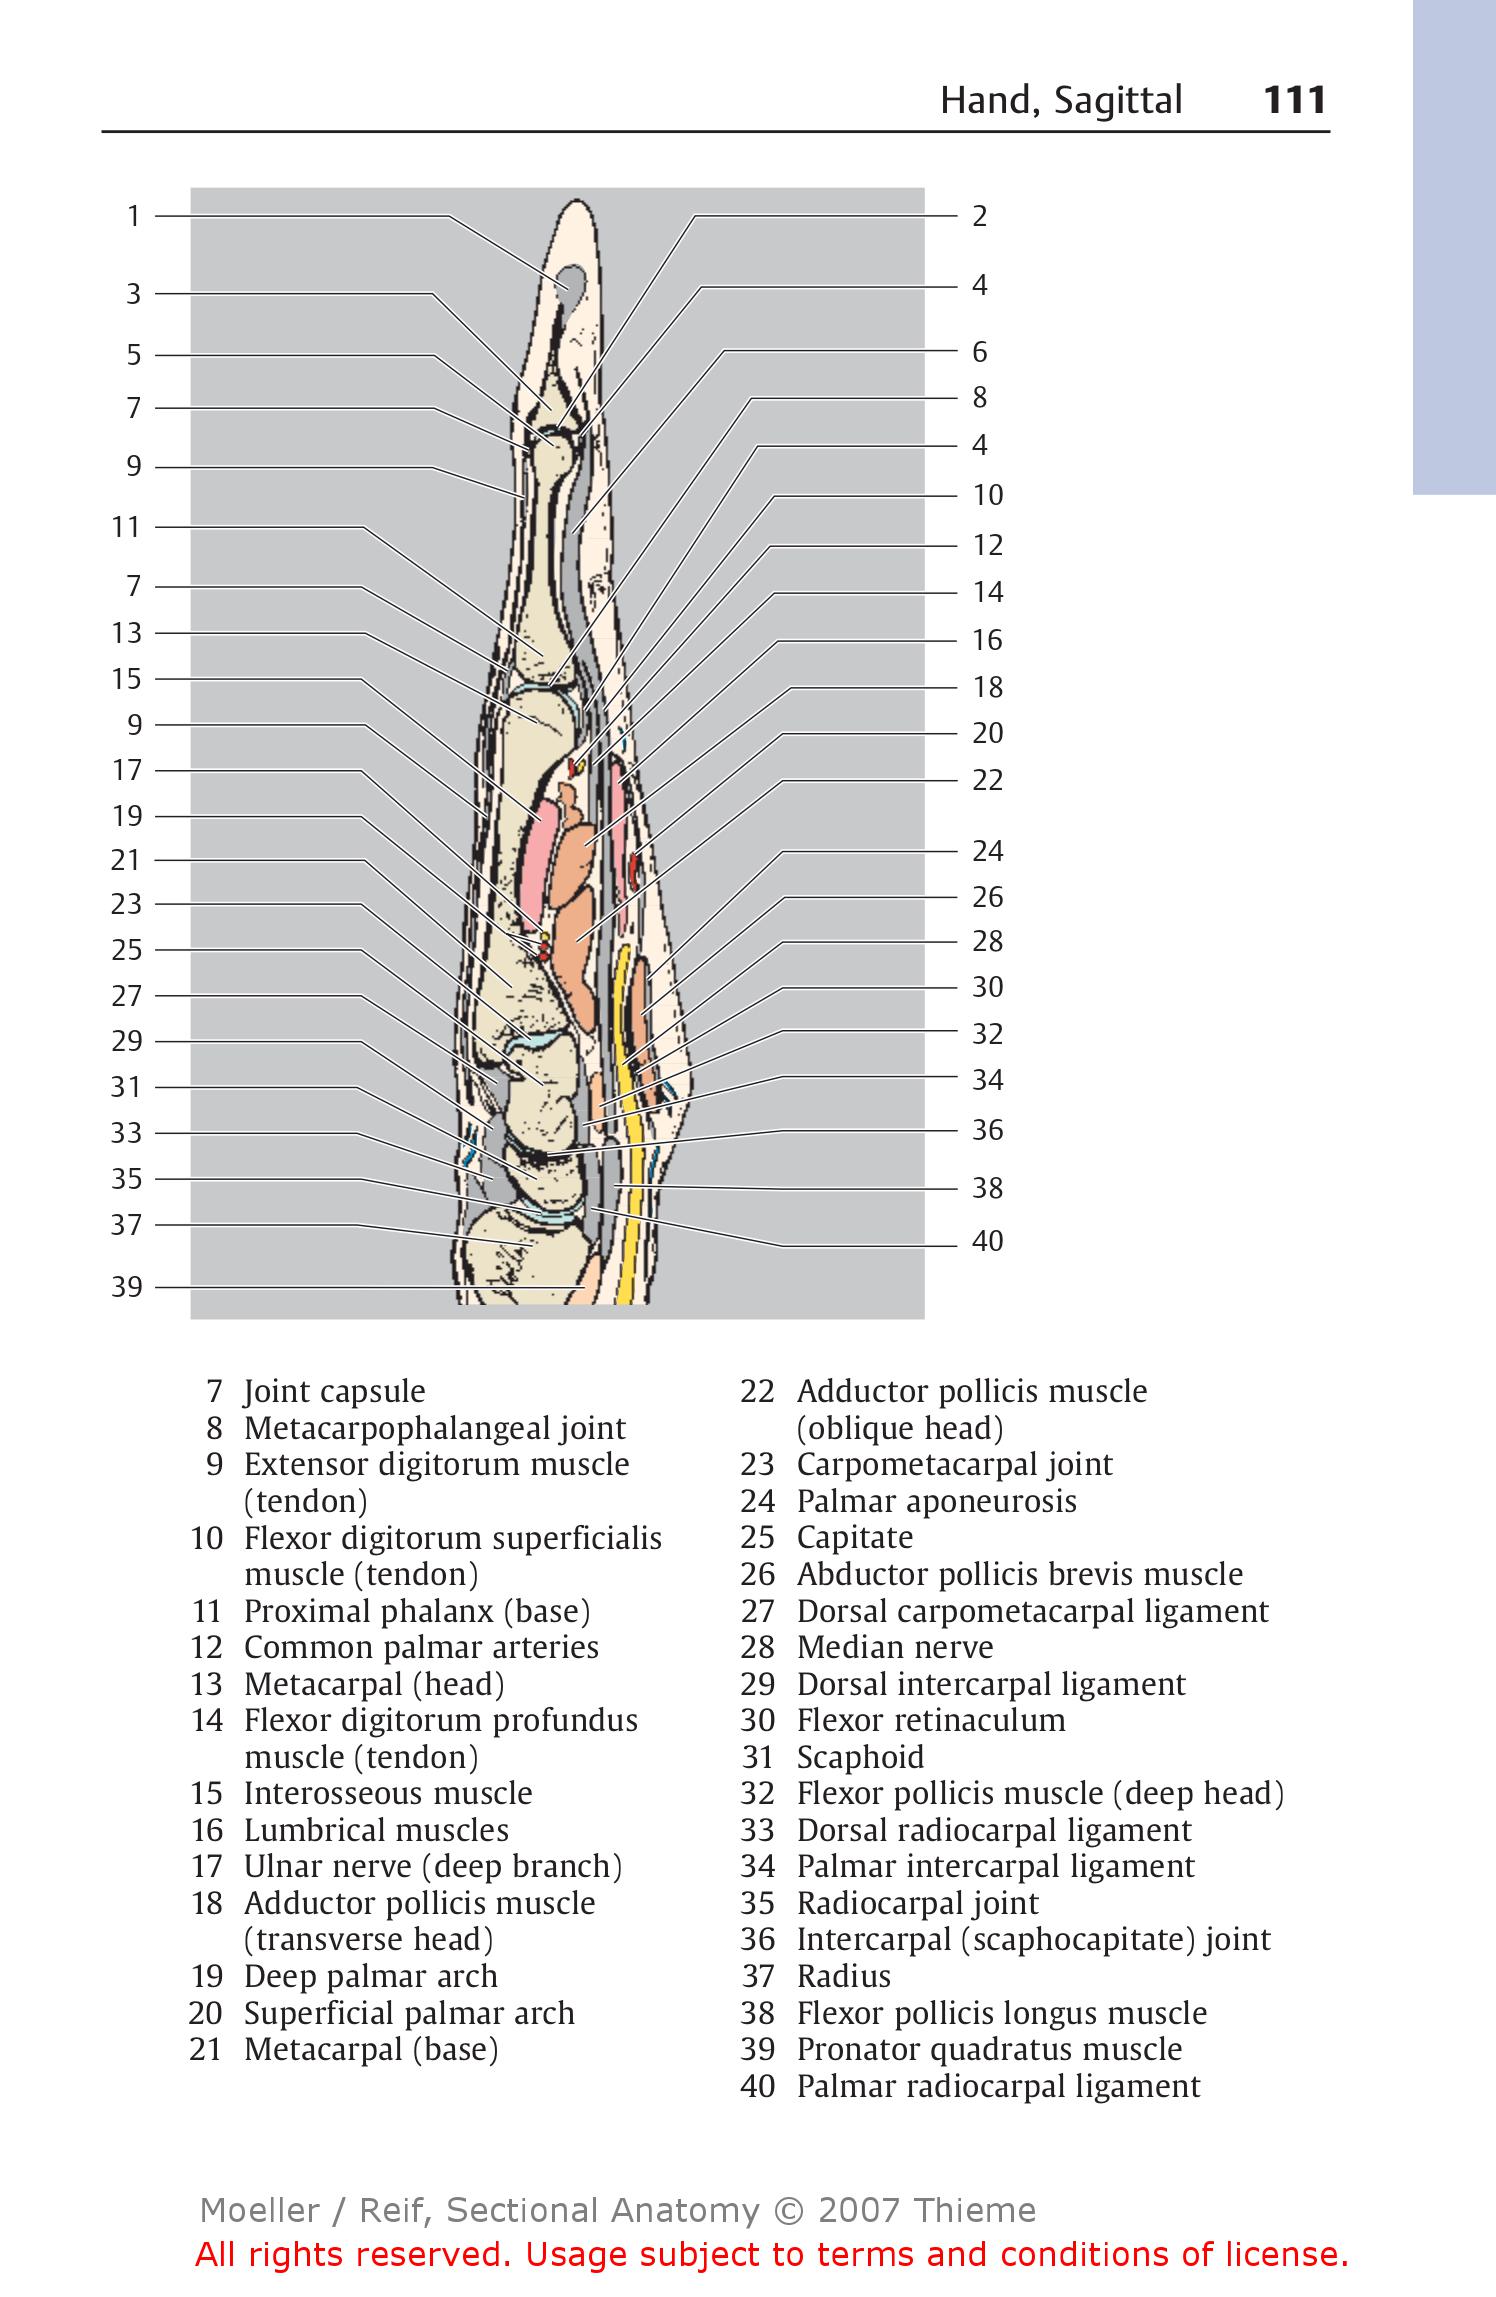 Hand, Sagittal 111
1
2
3
4
5
6
7
8
9
4
10
11
12
7
14
13
16
15
18
9
20
17
22
19
24
21
26
23
28
25
30
27
32
29
34
31
36
33
38
35
40
37
39
7 Joint capsule
8 Metacarpophalangeal joint
9 Extensor digitorum muscle
(tendon)
10 Flexor digitorum superficialis
muscle (tendon)
11 Proximal phalanx (base)
12 Common palmar arteries
13 Metacarpal (head)
14 Flexor digitorum profundus
muscle (tendon)
15 Interosseous muscle
16 Lumbrical muscles
17 Ulnar nerve (deep branch)
18 Adductor pollicis muscle
(transverse head)
19 Deep palmar arch
20 Superficial palmar arch
21 Metacarpal (base)
22 Adductor pollicis muscle
(oblique head)
23 Carpometacarpal joint
24 Palmar aponeurosis
25 Capitate
26 Abductor pollicis brevis muscle
27 Dorsal carpometacarpal ligament
28 Median nerve
29 Dorsal intercarpal ligament
30 Flexor retinaculum
31 Scaphoid
32 Flexor pollicis muscle (deep head)
33 Dorsal radiocarpal ligament
34 Palmar intercarpal ligament
35 Radiocarpal joint
36 Intercarpal (scaphocapitate) joint
37 Radius
38 Flexor pollicis longus muscle
39 Pronator quadratus muscle
40 Palmar radiocarpal ligament
Moeller / Reif, Sectional Anatomy © 2007 Thieme
All rights reserved. Usage subject to terms and conditions of license.